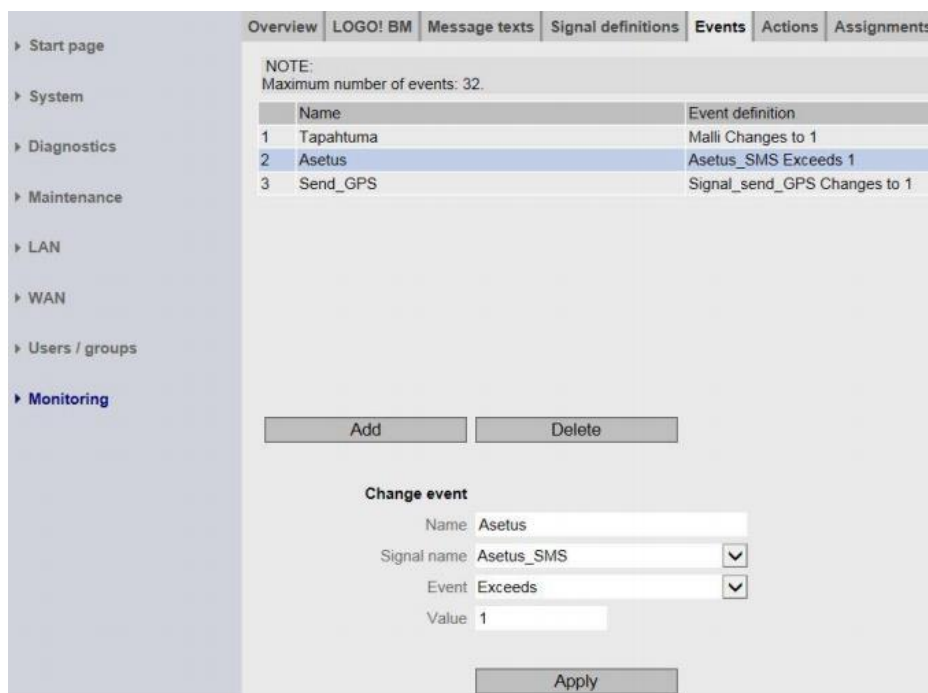 Overview LOGO! BM Message texts Signal definitions Events Actions Assignments
Start page
System
Diagnostics
Maintenance
LAN
WAN
Users / groups
Monitoring
NOTE:
Maximum number of events: 32.
Name Event definition
1 Tapahtuma Malli Changes to 1
2 Asetus Asetus_SMS Exceeds 1
3 Send_GPS Signal_send_GPS Changes to 1
Add Delete
Change event
Name Asetus
Signal name Asetus_SMS
Event Exceeds
Value 1
Apply